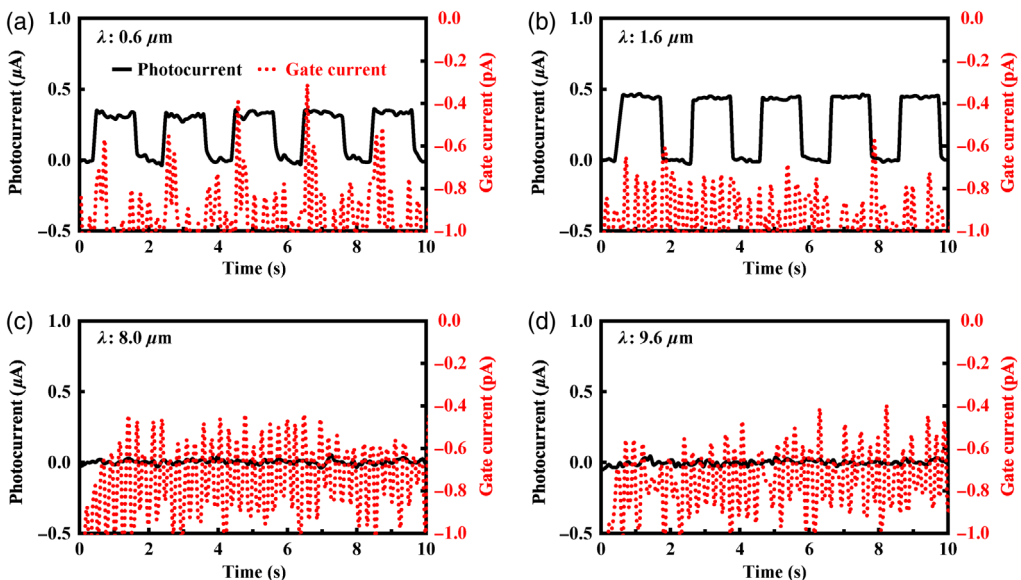 (a)
λ: 0.6 μm
Photocurrent
Gate current
1.0
0.5
0.0
–0.5
Photocurrent (μA)
0.0
–0.2
–0.4
–0.6
–0.8
–1.0
Gate current (pA)
0 2 4 6 8 10
Time (s)
(b)
λ: 1.6 μm
1.0
0.5
0.0
–0.5
Photocurrent (μA)
0.0
–0.2
–0.4
–0.6
–0.8
–1.0
Gate current (pA)
0 2 4 6 8 10
Time (s)
(c)
λ: 8.0 μm
1.0
0.5
0.0
–0.5
Photocurrent (μA)
0.0
–0.2
–0.4
–0.6
–0.8
–1.0
Gate current (pA)
0 2 4 6 8 10
Time (s)
(d)
λ: 9.6 μm
1.0
0.5
0.0
–0.5
Photocurrent (μA)
0.0
–0.2
–0.4
–0.6
–0.8
–1.0
Gate current (pA)
0 2 4 6 8 10
Time (s)